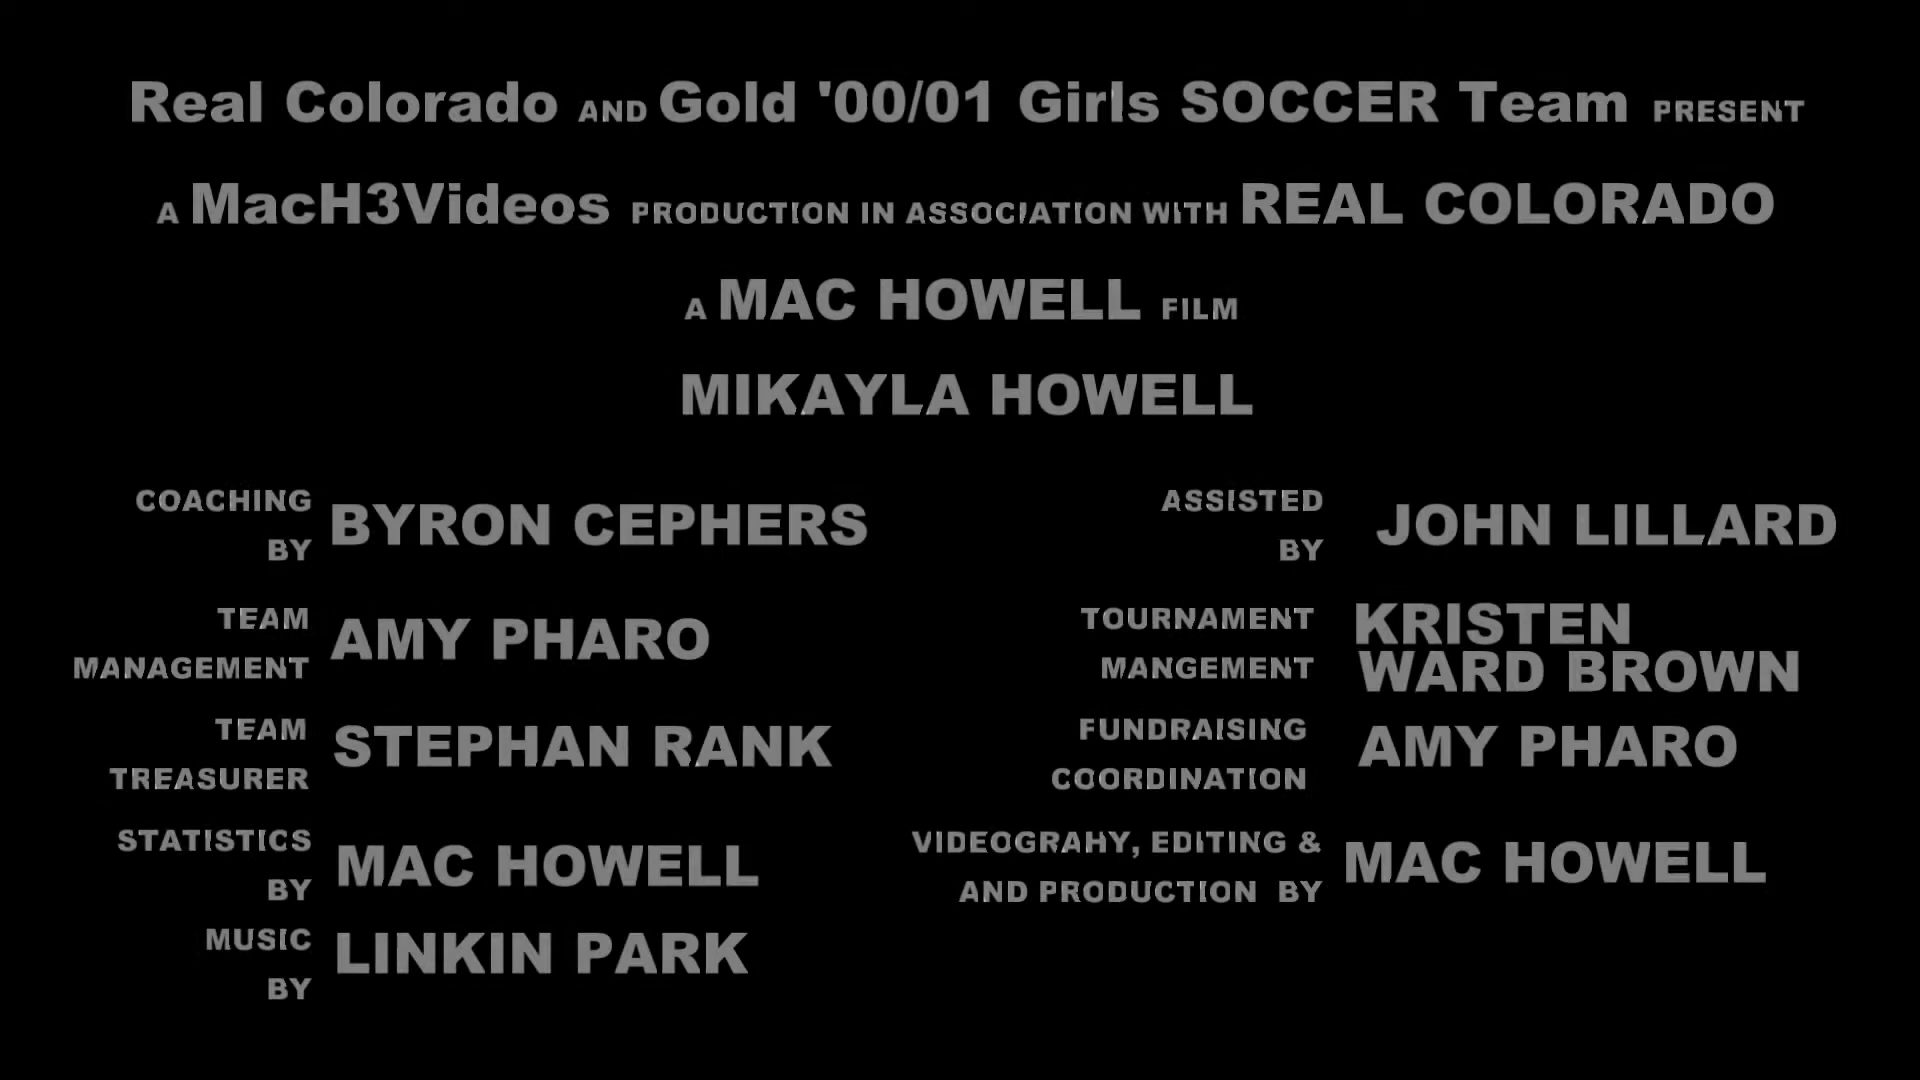 Real Colorado AND Gold '00/01 Girls SOCCER Team PRESENT
A MacH3Videos PRODUCTION IN ASSOCIATION WITH REAL COLORADO
A MAC HOWELL FILM
MIKAYLA HOWELL
COACHING
BY
BYRON CEPHERS
ASSISTED
BY
JOHN LILLARD
TEAM
MANAGEMENT
AMY PHARO
TOURNAMENT
MANGEMENT
KRISTEN
WARD BROWN
TEAM
TREASURER
STEPHAN RANK
FUNDRAISING
COORDINATION
AMY PHARO
STATISTICS
BY
MAC HOWELL
VIDEOGRAHY, EDITING &
AND PRODUCTION BY
MAC HOWELL
MUSIC
BY
LINKIN PARK